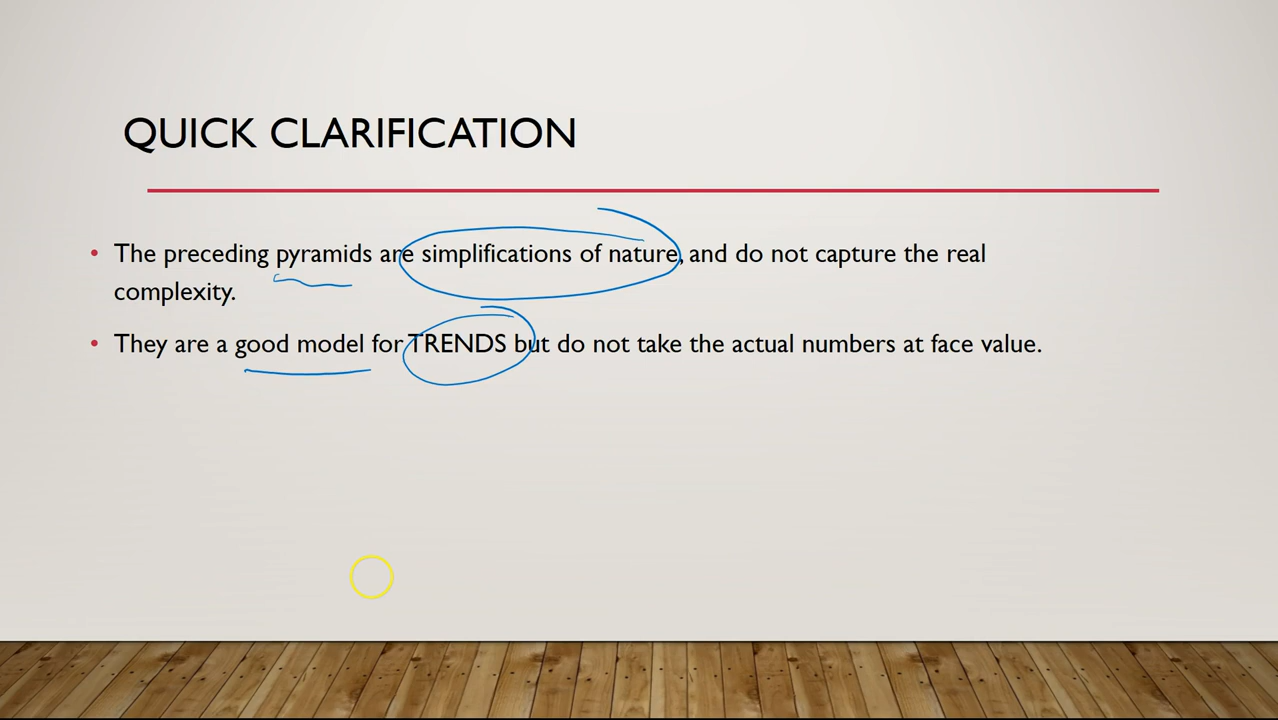 QUICK CLARIFICATION
• The preceding pyramids are simplifications of nature, and do not capture the real
complexity.
• They are a good model for TRENDS but do not take the actual numbers at face value.